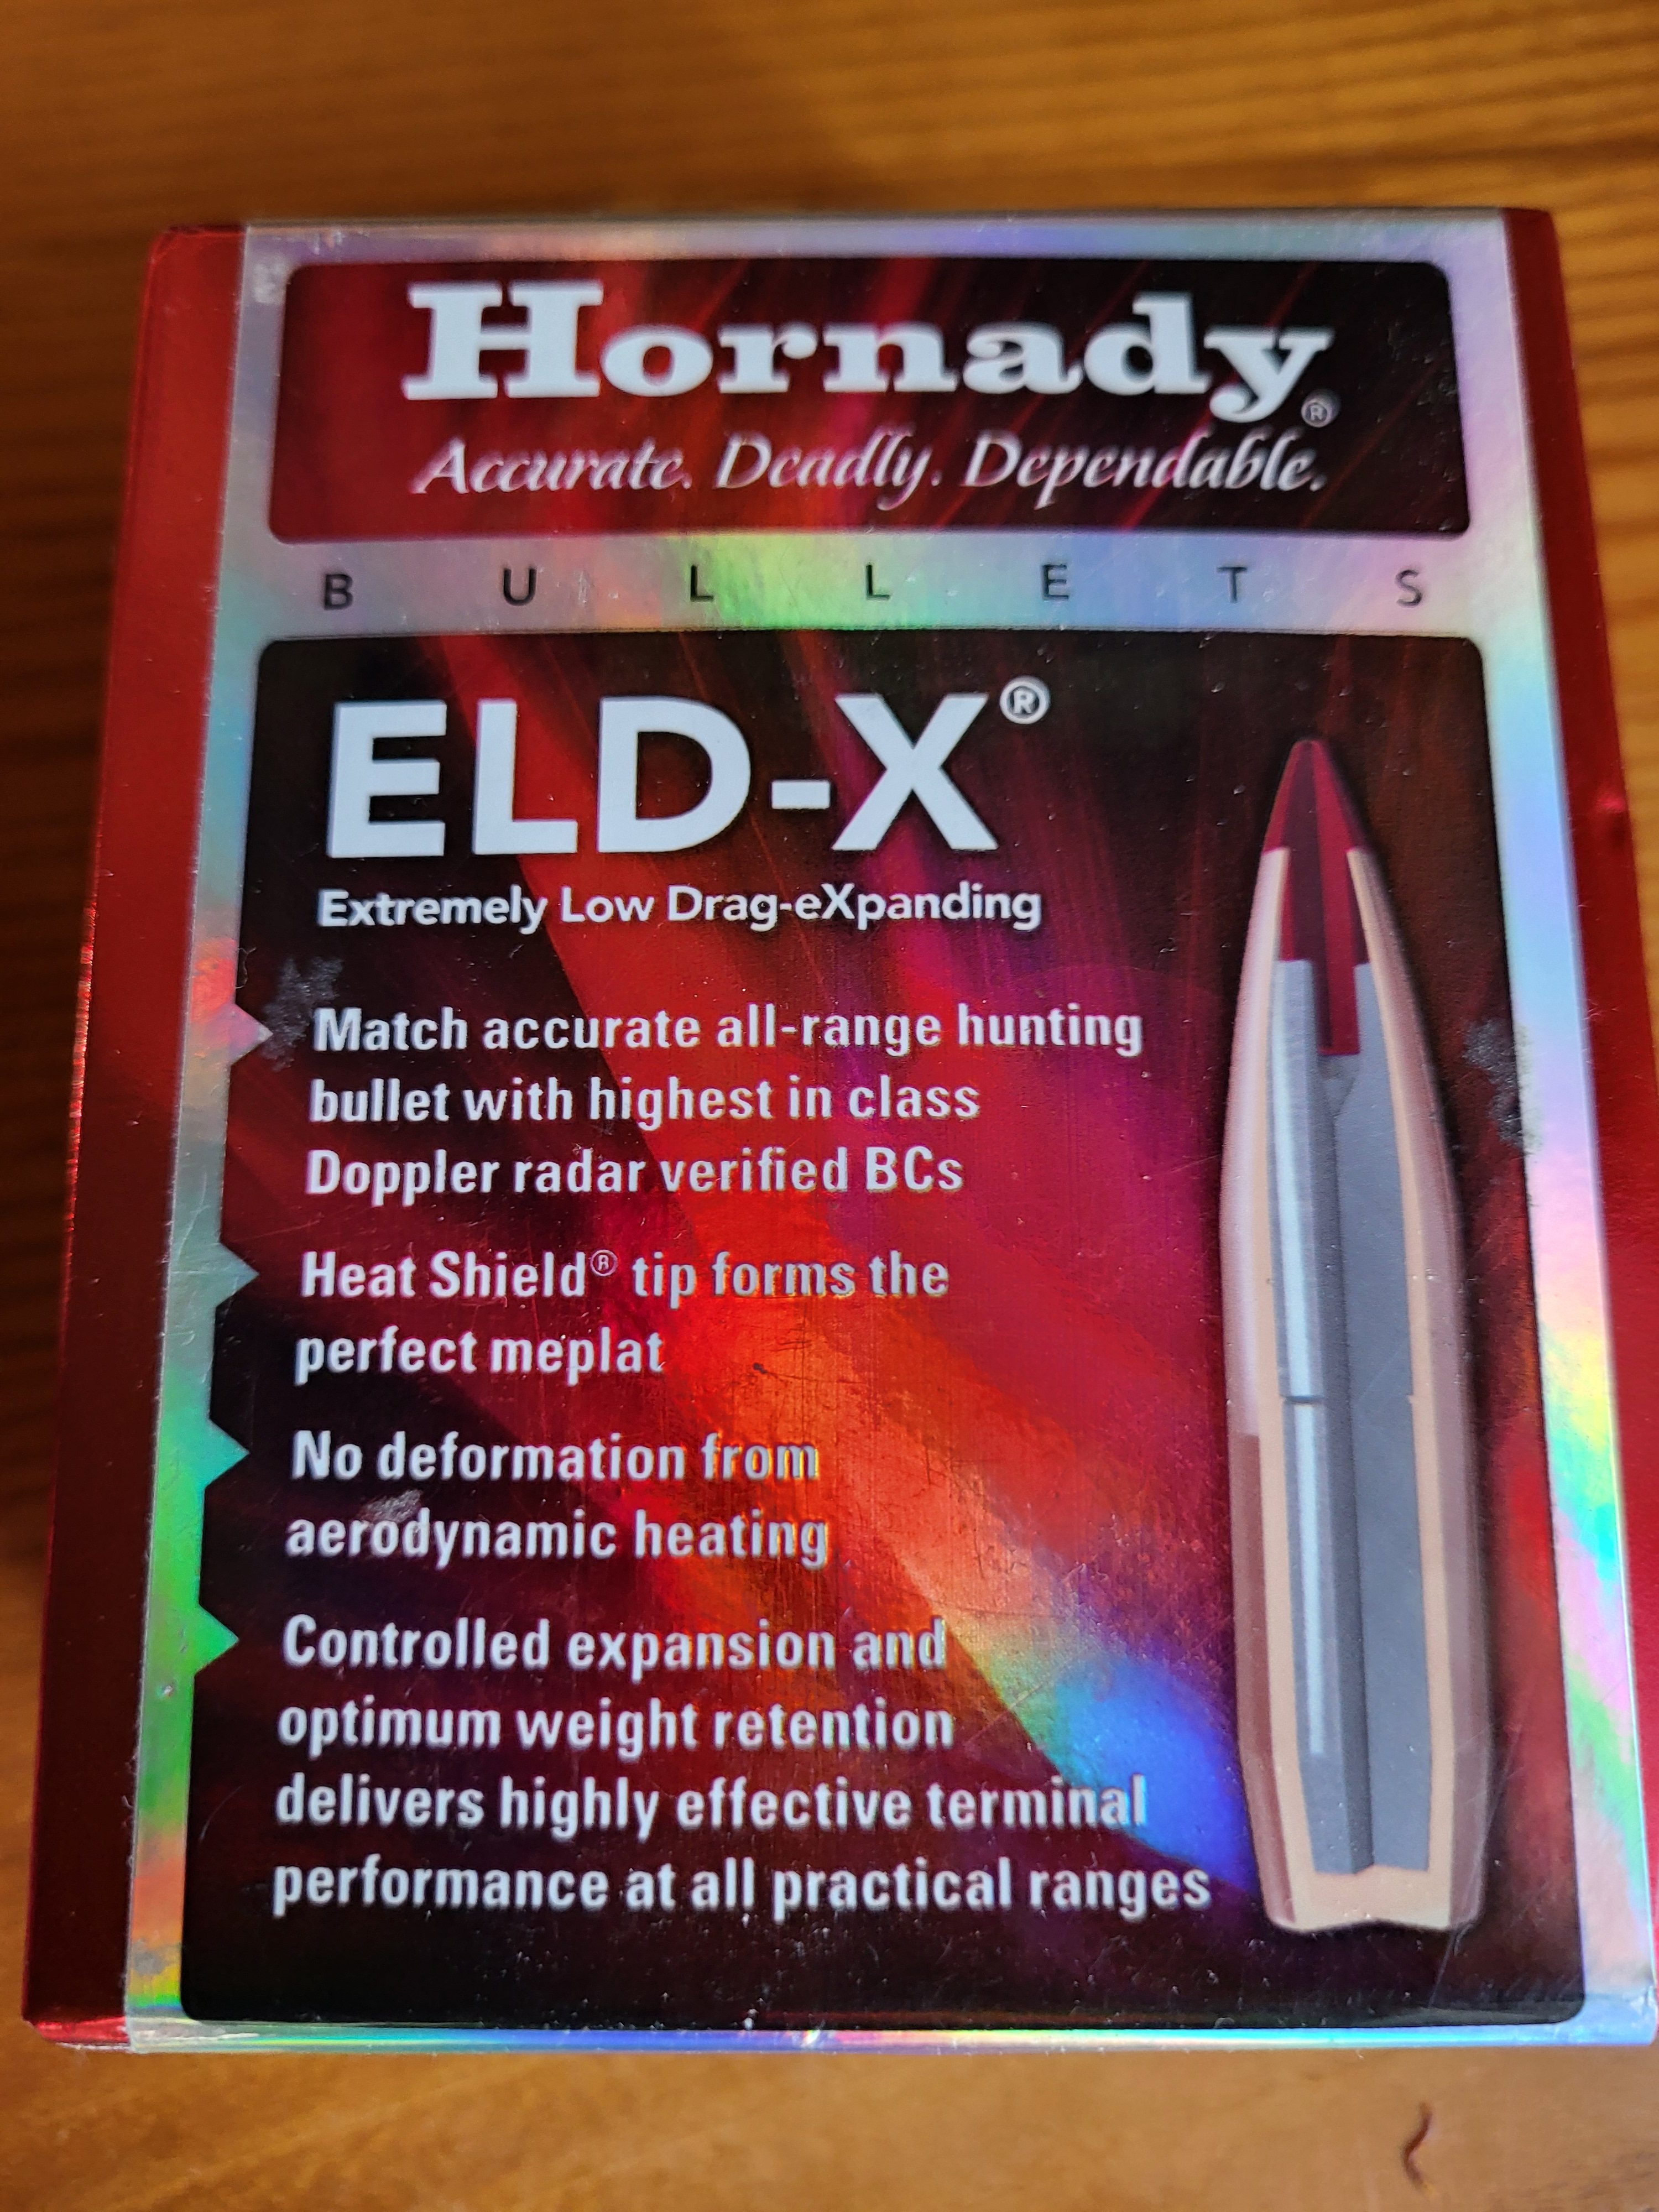 Hornady®
Accurate. Deadly. Dependable.
BULLETS
ELD-X®
Extremely Low Drag-eXpanding
Match accurate all-range hunting
bullet with highest in class
Doppler radar verified BCs
Heat Shield® tip forms the
perfect meplat
No deformation from
aerodynamic heating
Controlled expansion and
optimum weight retention
delivers highly effective terminal
performance at all practical ranges